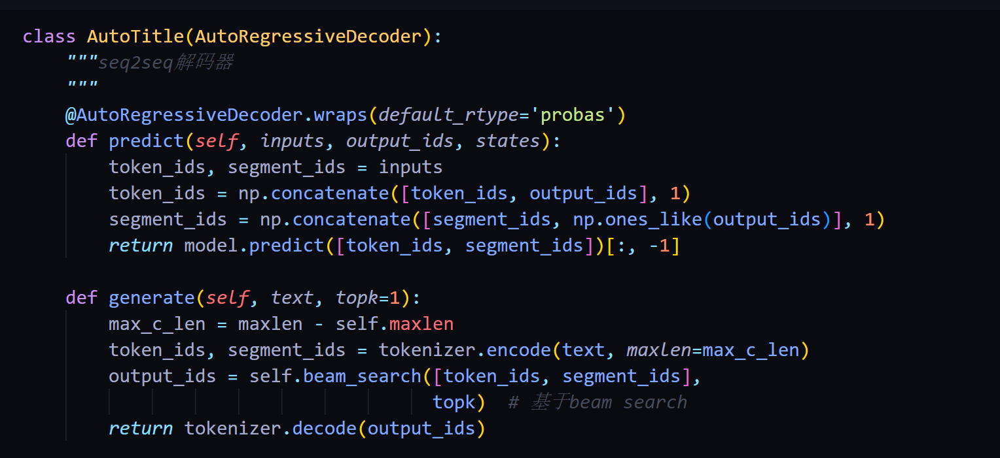 class AutoTitle(AutoRegressiveDecoder):
    """seq2seq解码器
    """
    @AutoRegressiveDecoder.wraps(default_rtype='probas')
    def predict(self, inputs, output_ids, states):
        token_ids, segment_ids = inputs
        token_ids = np.concatenate([token_ids, output_ids], 1)
        segment_ids = np.concatenate([segment_ids, np.ones_like(output_ids)], 1)
        return model.predict([token_ids, segment_ids])[:, -1]

    def generate(self, text, topk=1):
        max_c_len = maxlen - self.maxlen
        token_ids, segment_ids = tokenizer.encode(text, maxlen=max_c_len)
        output_ids = self.beam_search([token_ids, segment_ids],
                                      topk)  # 基于beam search
        return tokenizer.decode(output_ids)